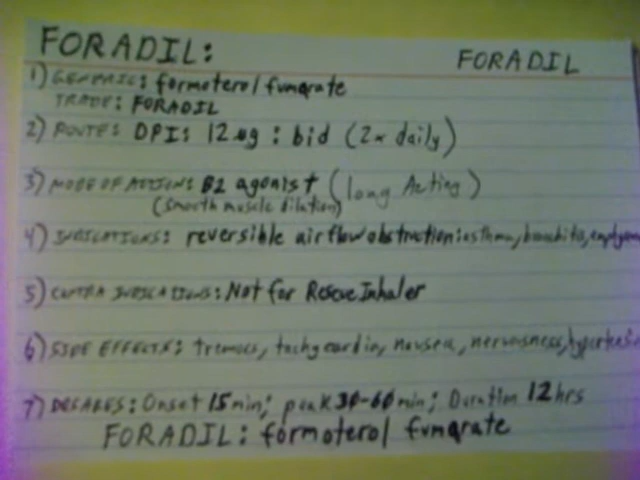 FORADIL:
FORADIL
1) GENERIC: formoterol fumarate
TRADE: FORADIL
2) ROUTE: DPI: 12 ug : bid (2x daily)
3) MODE OF ACTION: B2 agonist (long Acting)
(smooth muscle dilation)
4) INDICATIONS: reversible airflow obstruction: asthma, bronchitis,
5) CONTRA INDICATIONS: Not for Rescue Inhaler
6) SIDE EFFECTS: tremors, tachycardia, nausea, nervousness, hypertension
7) : Onset 15 min; peak 30-60 min; Duration 12 hrs
FORADIL: formoterol fumarate